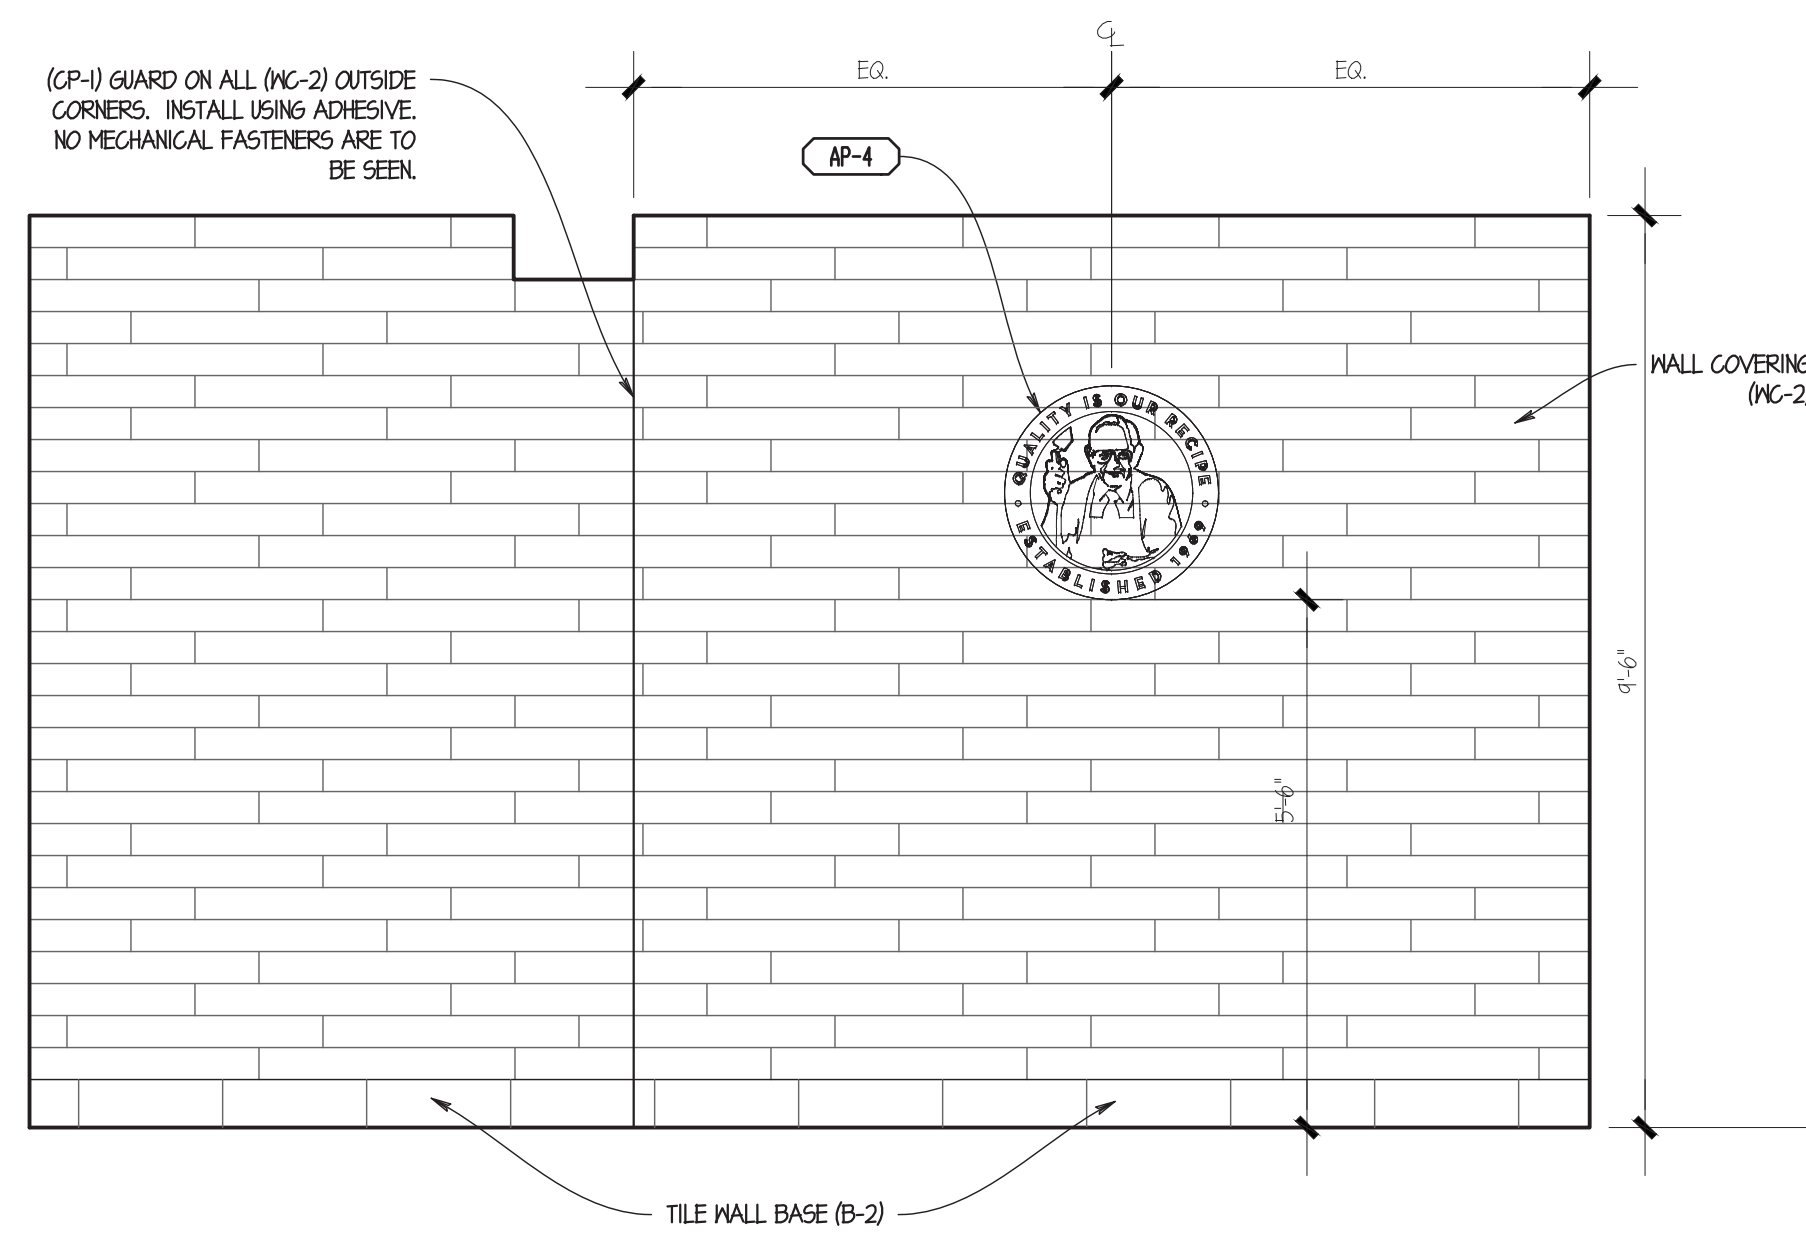 ℄
EQ.
EQ.
(CP-1) GUARD ON ALL (WC-2) OUTSIDE
CORNERS.  INSTALL USING ADHESIVE.
NO MECHANICAL FASTENERS ARE TO
BE SEEN.
AP-4
WALL COVERING
(WC-2)
QUALITY IS OUR RECIPE
ESTABLISHED 1969
9'-6"
5'-6"
TILE WALL BASE (B-2)